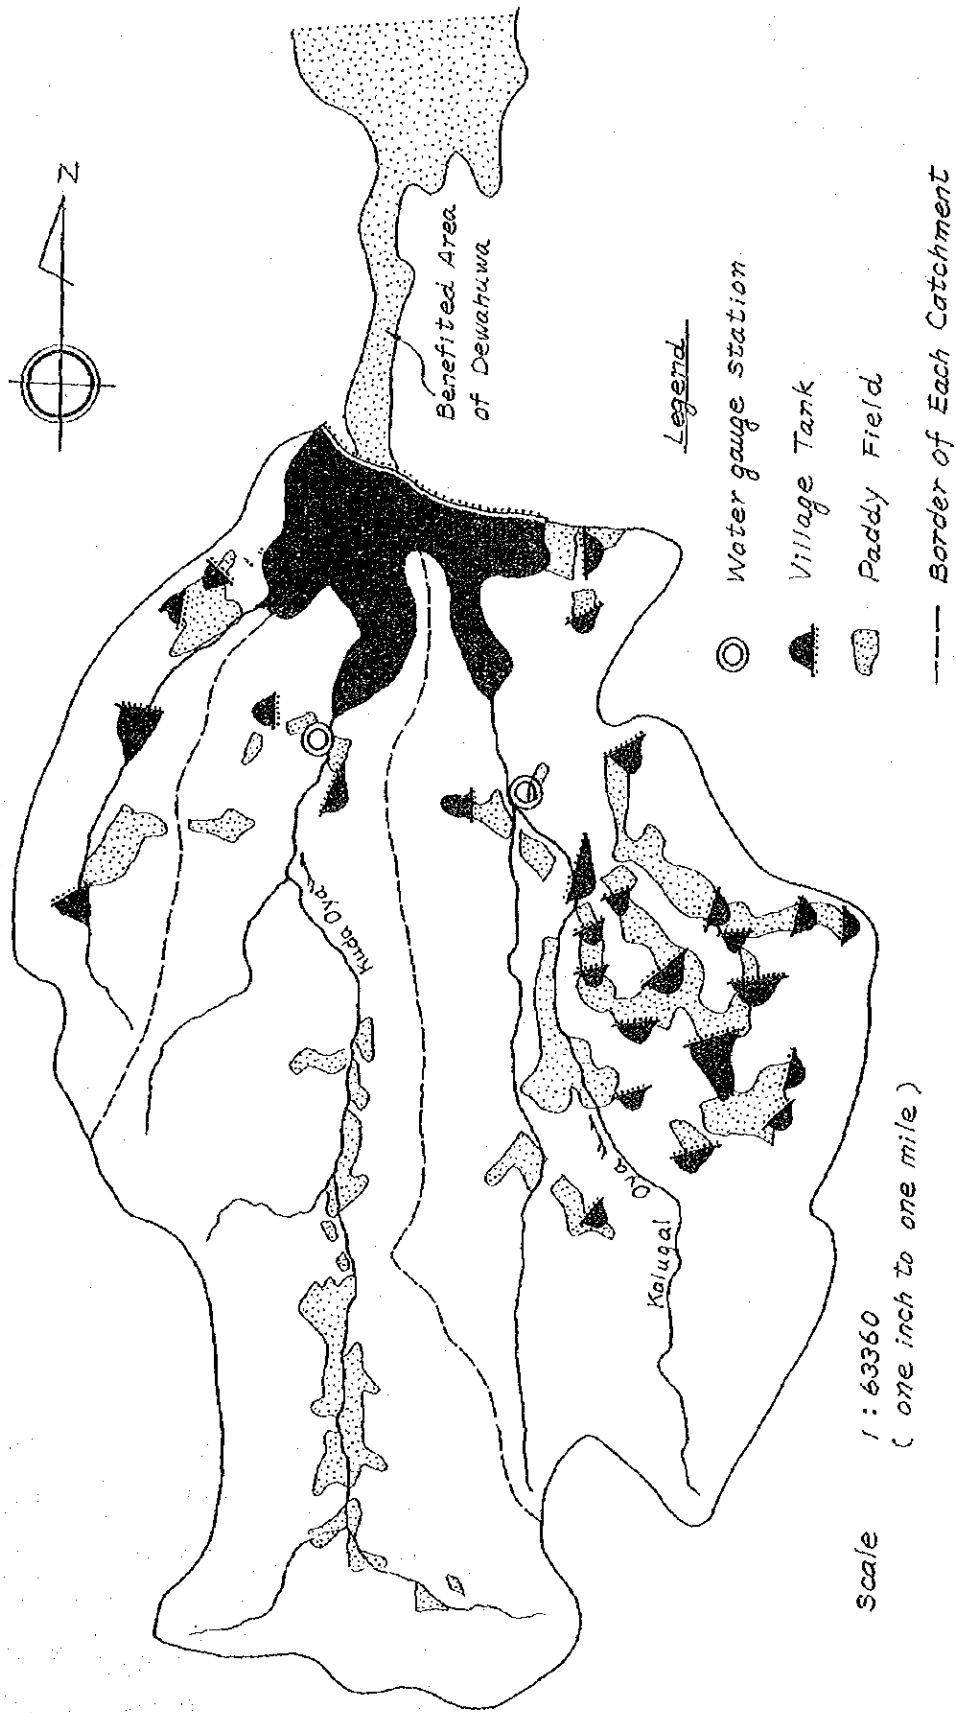 N
Benefited Area
of Dewahuwa
Kuda Oya
Kalugal Oya
Legend
Water gauge station
Village Tank
Paddy Field
Border of Each Catchment
Scale 1 : 63360
( one inch to one mile )